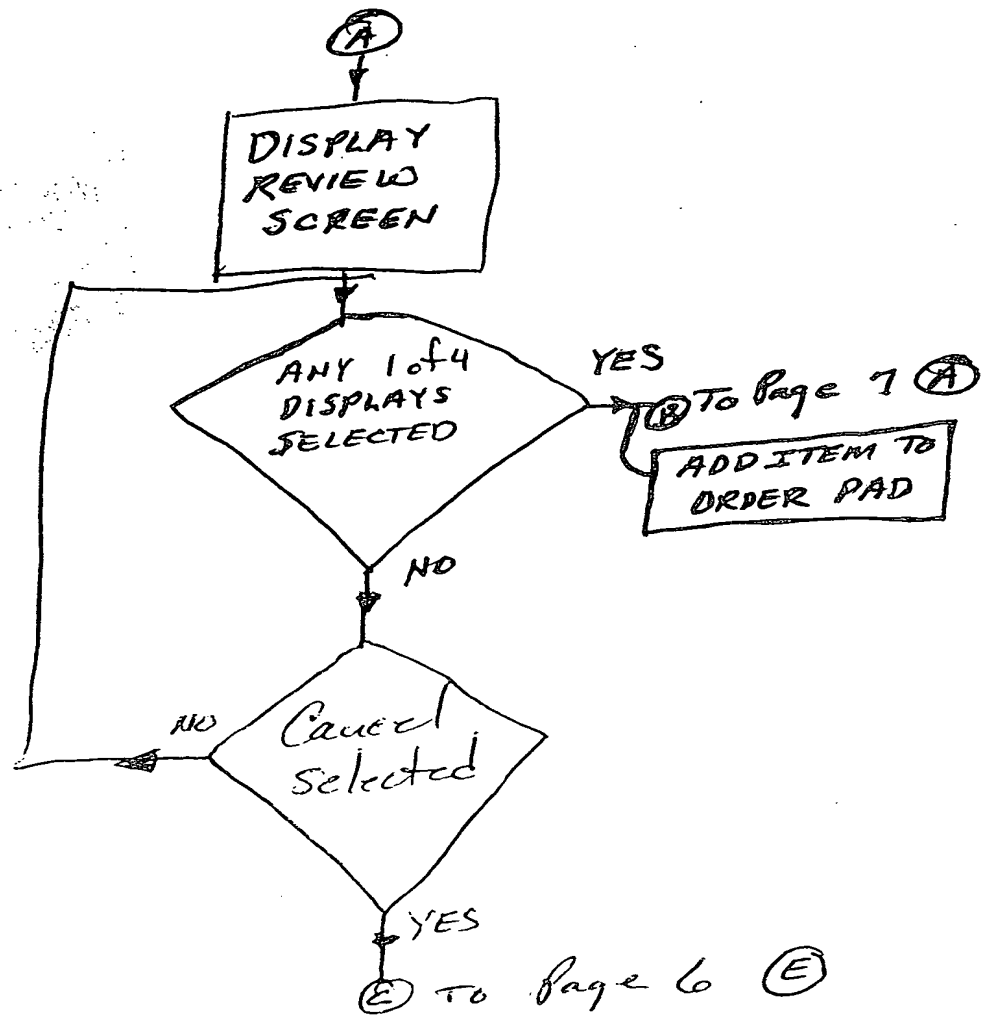 A
DISPLAY
REVIEW
SCREEN
ANY 1 of 4
DISPLAYS
SELECTED
YES
B To Page 7 A
ADD ITEM TO
ORDER PAD
NO
Cancel
selected
NO
YES
E To Page 6 E